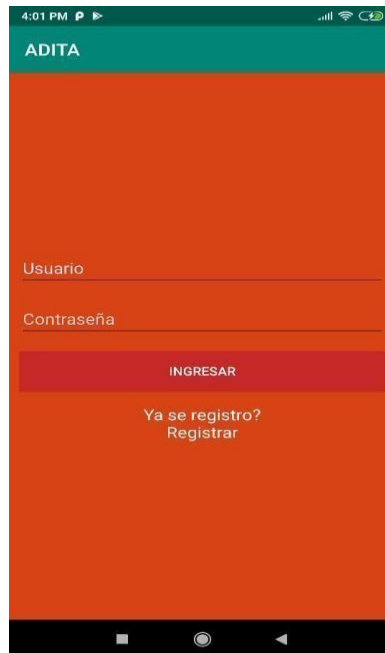 4:01 PM
ADITA
Usuario
Contraseña
INGRESAR
Ya se registro?
Registrar